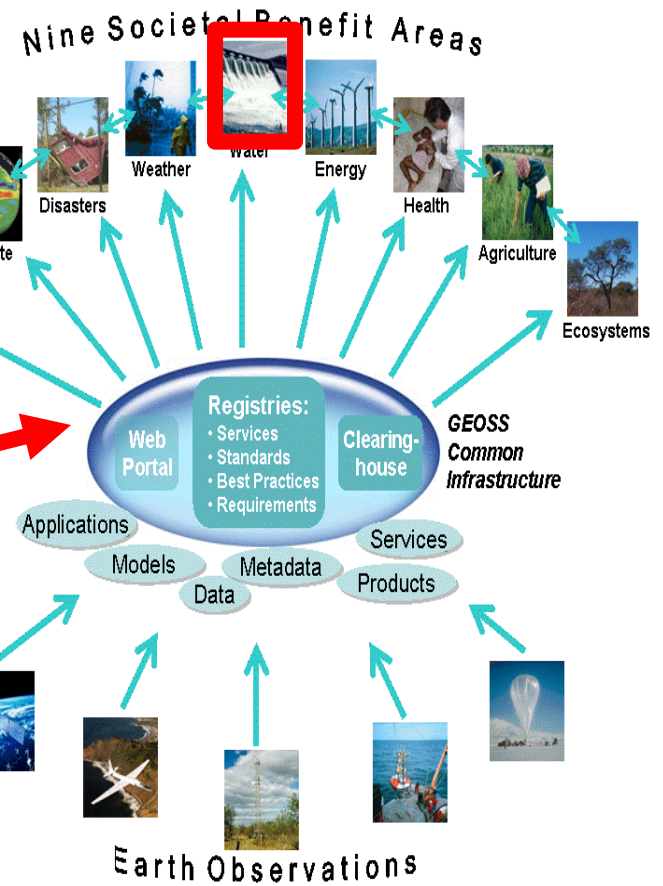 Nine Societal Benefit Areas
Water
Weather
Energy
Disasters
Health
te
Agriculture
Ecosystems
Registries:
• Services
• Standards
• Best Practices
• Requirements
Web
Portal
Clearing-
house
GEOSS
Common
Infrastructure
Applications
Models
Data
Metadata
Services
Products
Earth Observations